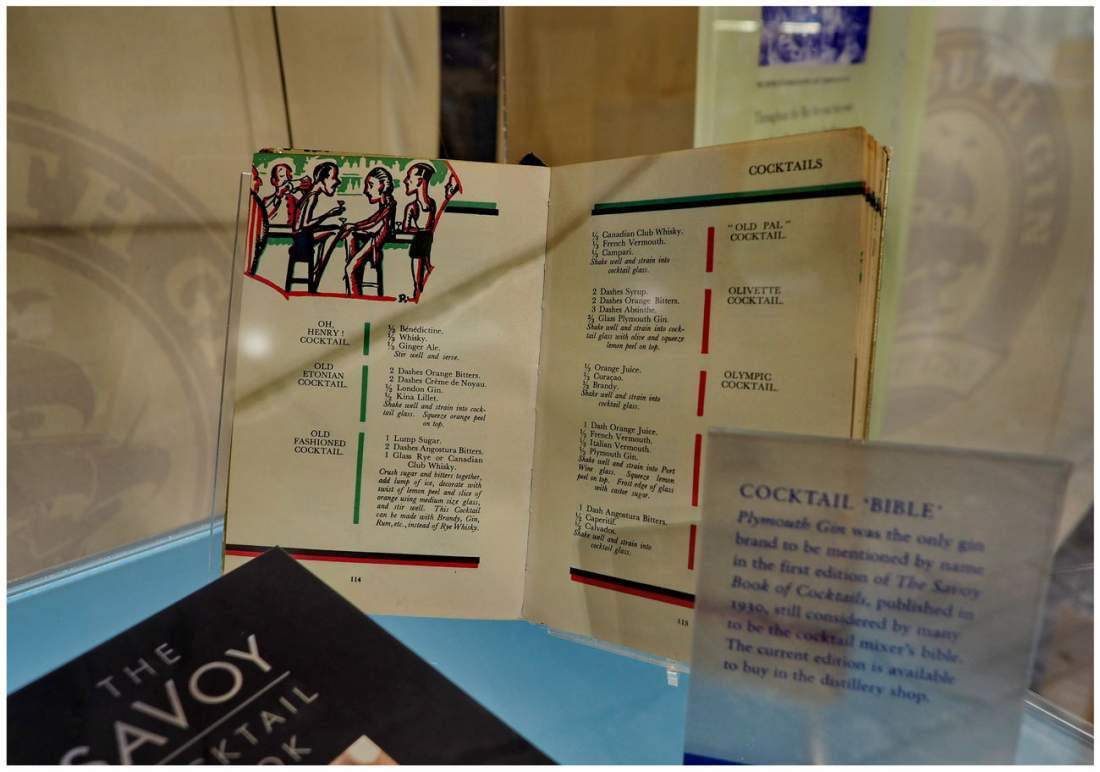 OH,
HENRY!
COCKTAIL.
⅓ Bénédictine.
⅓ Whisky.
⅓ Ginger Ale.
Stir well and serve.
OLD
ETONIAN
COCKTAIL.
2 Dashes Orange Bitters.
2 Dashes Crême de Noyau.
½ London Gin.
½ Kina Lillet.
Shake well and strain into cock-
tail glass. Squeeze orange peel
on top.
OLD
FASHIONED
COCKTAIL.
1 Lump Sugar.
2 Dashes Angostura Bitters.
1 Glass Rye or Canadian
Club Whisky.
Crush sugar and bitters together,
add lump of ice, decorate with
twist of lemon peel and slice of
orange using medium size glass,
and stir well. This Cocktail
can be made with Brandy, Gin,
Rum, etc., instead of Rye Whisky.
114
COCKTAILS
⅓ Canadian Club Whisky.
⅓ French Vermouth.
⅓ Campari.
Shake well and strain into
cocktail glass.
"OLD PAL"
COCKTAIL.
2 Dashes Syrup.
2 Dashes Orange Bitters.
3 Dashes Absinthe.
⅔ Glass Plymouth Gin.
Shake well and strain into cock-
tail glass with olive and squeeze
lemon peel on top.
OLIVETTE
COCKTAIL.
⅓ Orange Juice.
⅓ Curaçao.
⅓ Brandy.
Shake well and strain into
cocktail glass.
OLYMPIC
COCKTAIL.
1 Dash Orange Juice.
French Vermouth.
Italian Vermouth.
Plymouth Gin.
Shake well and strain into Port
Wine glass. Squeeze lemon
peel on top. Frost edge of glass
with castor sugar.
1 Dash Angostura Bitters.
½ Caperitif.
½ Calvados.
Shake well and strain into
cocktail glass.
115
COCKTAIL 'BIBLE'
Plymouth Gin was the only gin
brand to be mentioned by name
in the first edition of The Savoy
Book of Cocktails, published in
1930, still considered by many
to be the cocktail mixer's bible.
The current edition is available
to buy in the distillery shop.
THE
SAVOY